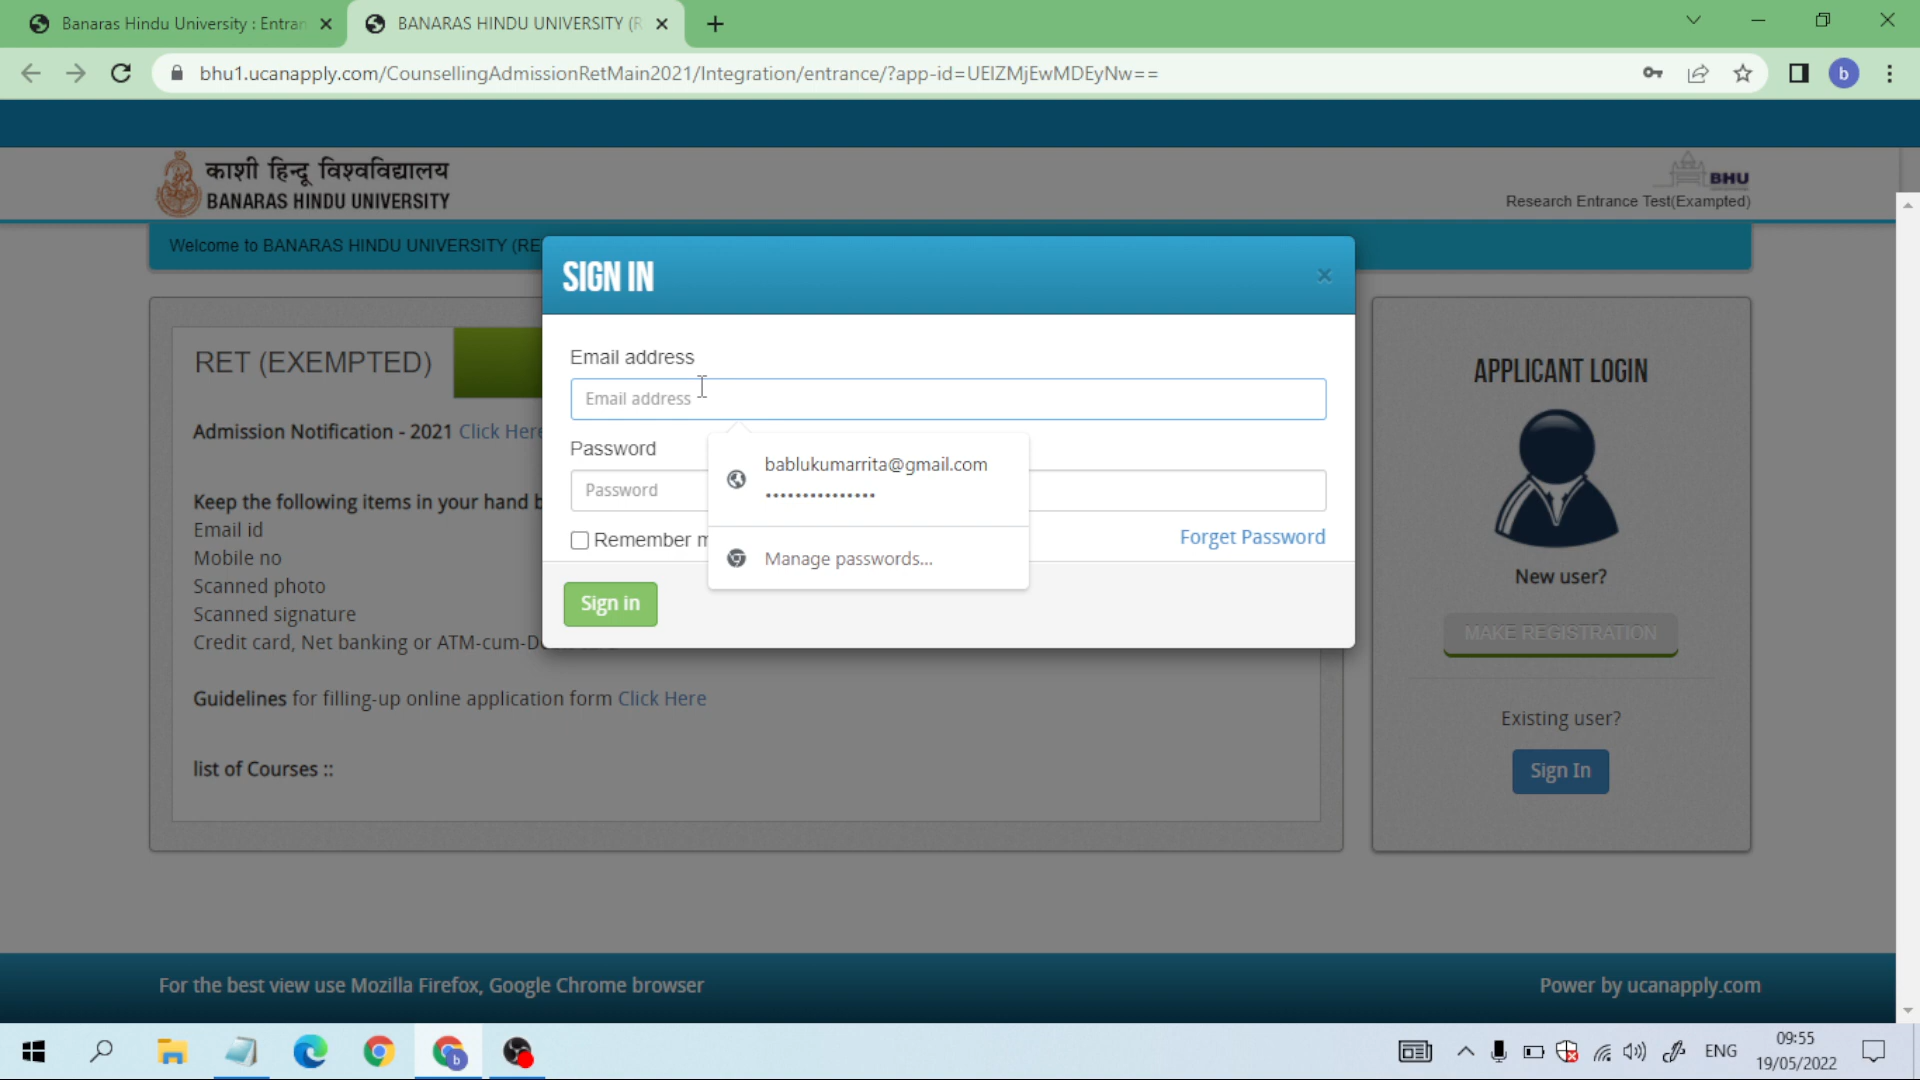 Banaras Hindu University : Entran
BANARAS HINDU UNIVERSITY (R
bhu1.ucanapply.com/CounsellingAdmissionRetMain2021/Integration/entrance/?app-id=UElZMjEwMDEyNw==
b
काशी हिन्दू विश्वविद्यालय
BANARAS HINDU UNIVERSITY
BHU
Research Entrance Test(Exampted)
Welcome to BANARAS HINDU UNIVERSITY (RE
SIGN IN
×
Email address
Email address
Password
Password
bablukumarrita@gmail.com
•••••••••••••••
Manage passwords...
Remember m
Forget Password
Sign in
RET (EXEMPTED)
Admission Notification - 2021 Click Here
Keep the following items in your hand b
Email id
Mobile no
Scanned photo
Scanned signature
Credit card, Net banking or ATM-cum-D
Guidelines for filling-up online application form Click Here
list of Courses ::
APPLICANT LOGIN
New user?
MAKE REGISTRATION
Existing user?
Sign In
For the best view use Mozilla Firefox, Google Chrome browser
Power by ucanapply.com
b
ENG
09:55
19/05/2022